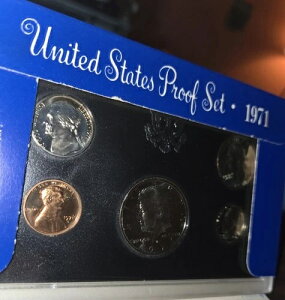 United States Proof Set · 1971